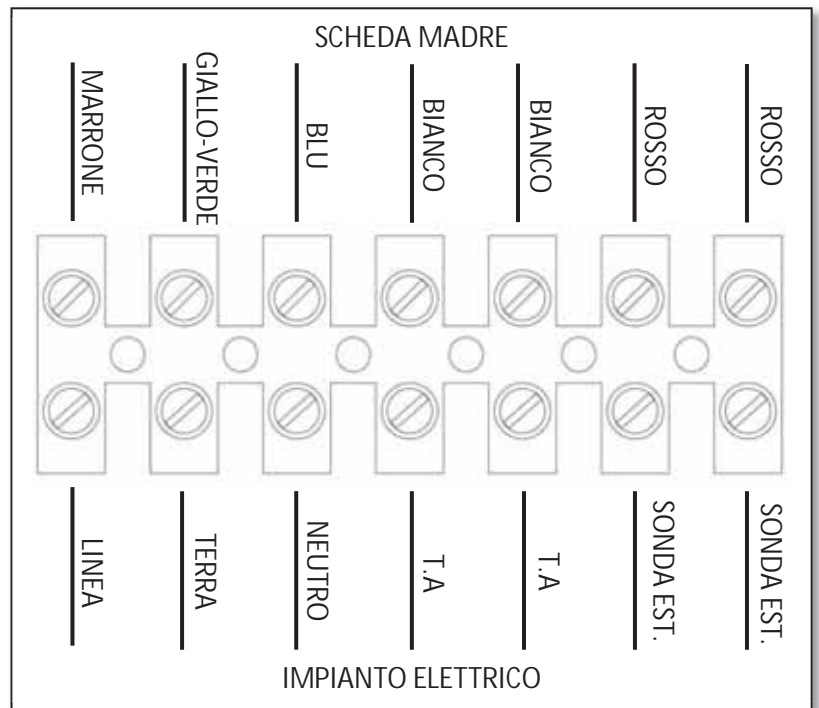 SCHEDA MADRE
MARRONE
GIALLO-VERDE
BLU
BIANCO
BIANCO
ROSSO
ROSSO
LINEA
TERRA
NEUTRO
T.A
T.A
SONDA EST.
SONDA EST.
IMPIANTO ELETTRICO